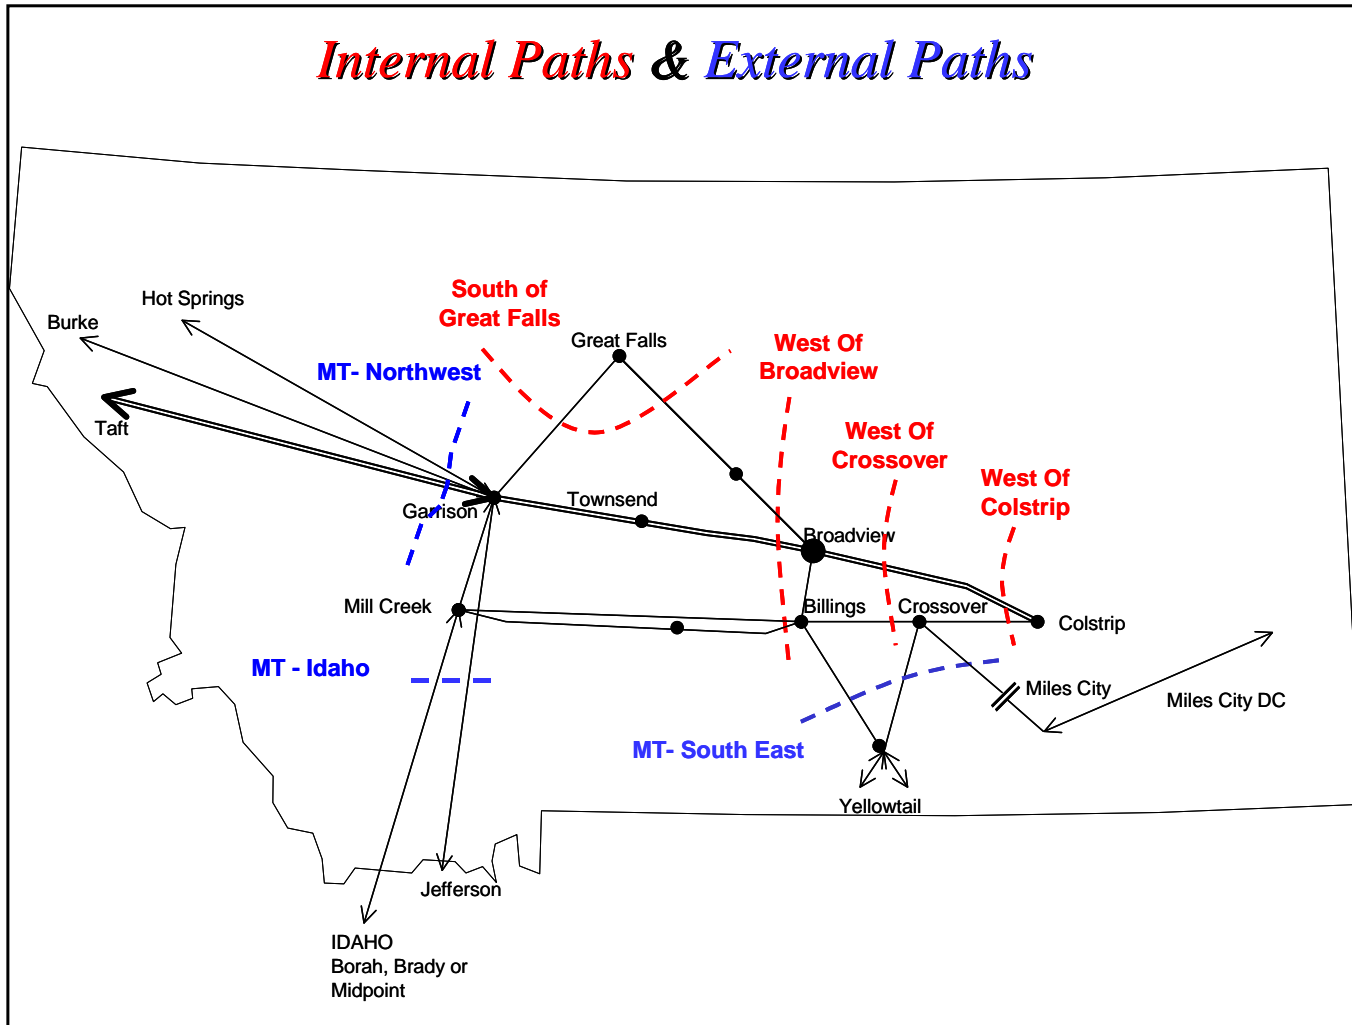 Internal Paths & External Paths
Hot Springs
Burke
Taft
South of
Great Falls
Great Falls
West Of
Broadview
MT- Northwest
West Of
Crossover
West Of
Colstrip
Garrison
Townsend
Broadview
Mill Creek
Billings
Crossover
Colstrip
MT - Idaho
Miles City
Miles City DC
MT- South East
Yellowtail
Jefferson
IDAHO
Borah, Brady or
Midpoint